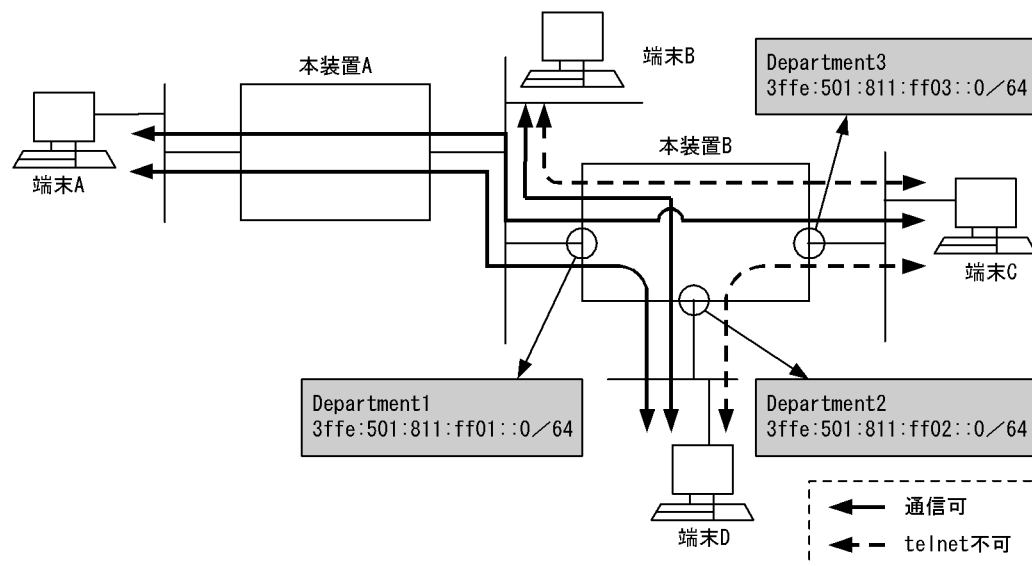 端末B
Department3
3ffe:501:811:ff03::0／64
本装置A
本装置B
端末A
端末C
Department1
3ffe:501:811:ff01::0／64
Department2
3ffe:501:811:ff02::0／64
端末D
通信可
telnet不可